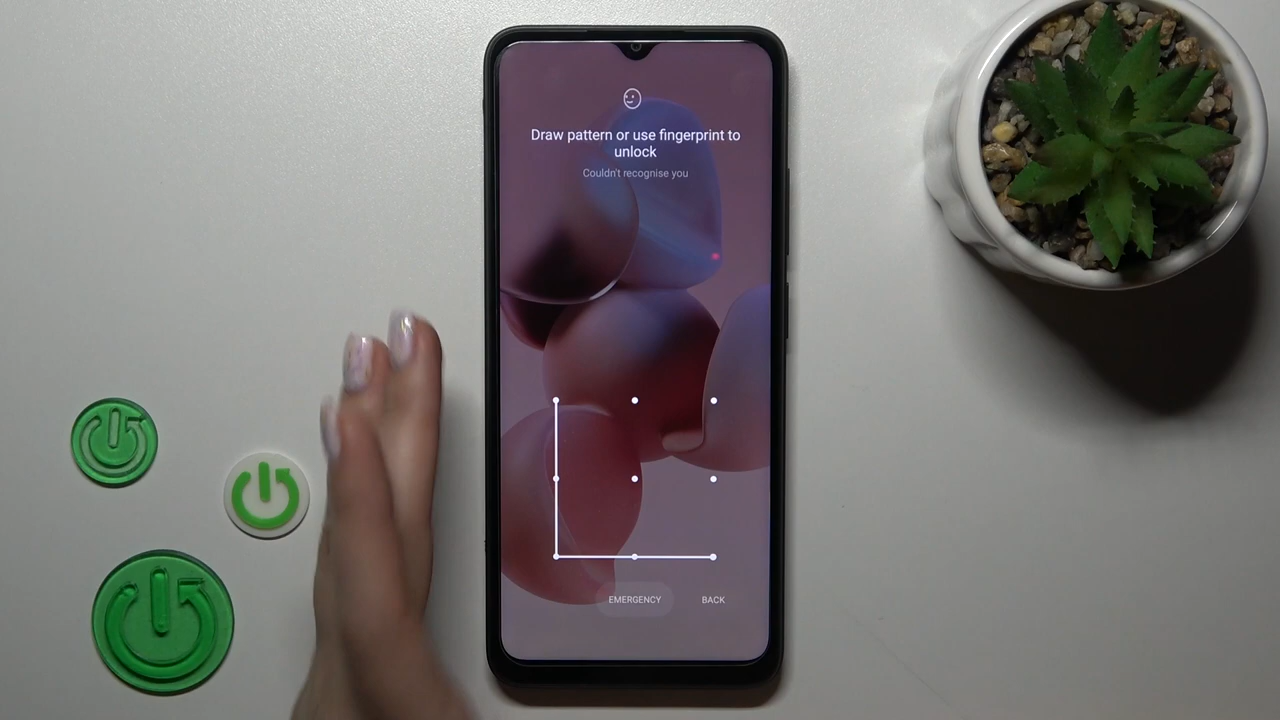 Draw pattern or use fingerprint to
unlock
Couldn't recognise you
EMERGENCY
BACK